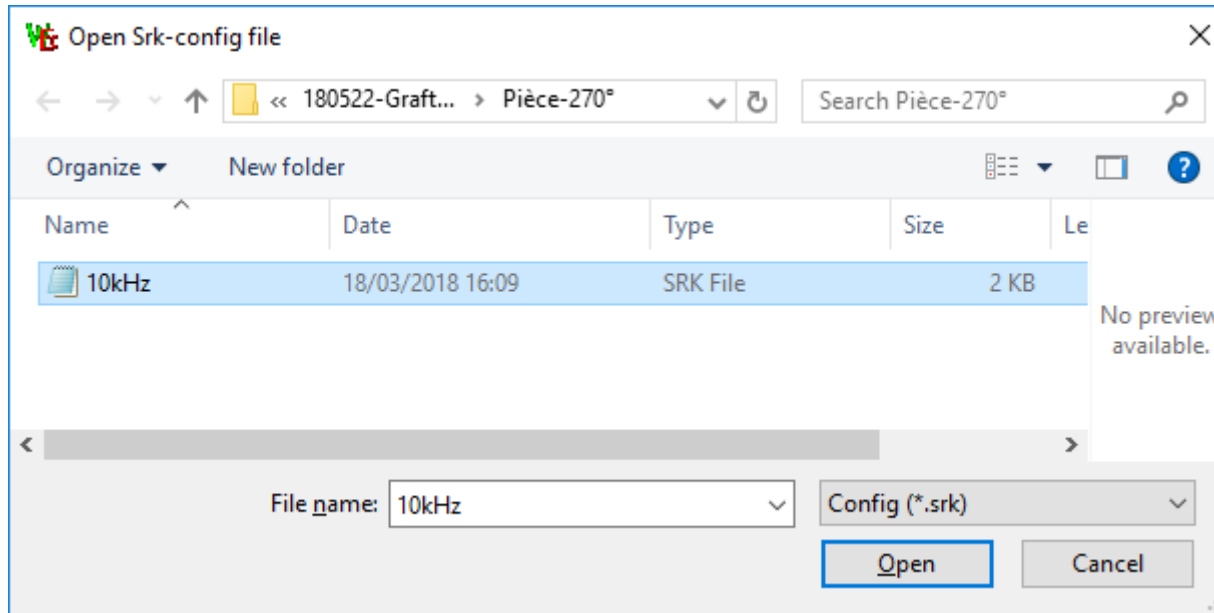 Open Srk-config file
« 180522-Graft... > Pièce-270° Search Pièce-270°
Organize New folder ?
Name Date Type Size Le
10kHz 18/03/2018 16:09 SRK File 2 KB
No preview
available.
File name: 10kHz Config (*.srk)
Open Cancel